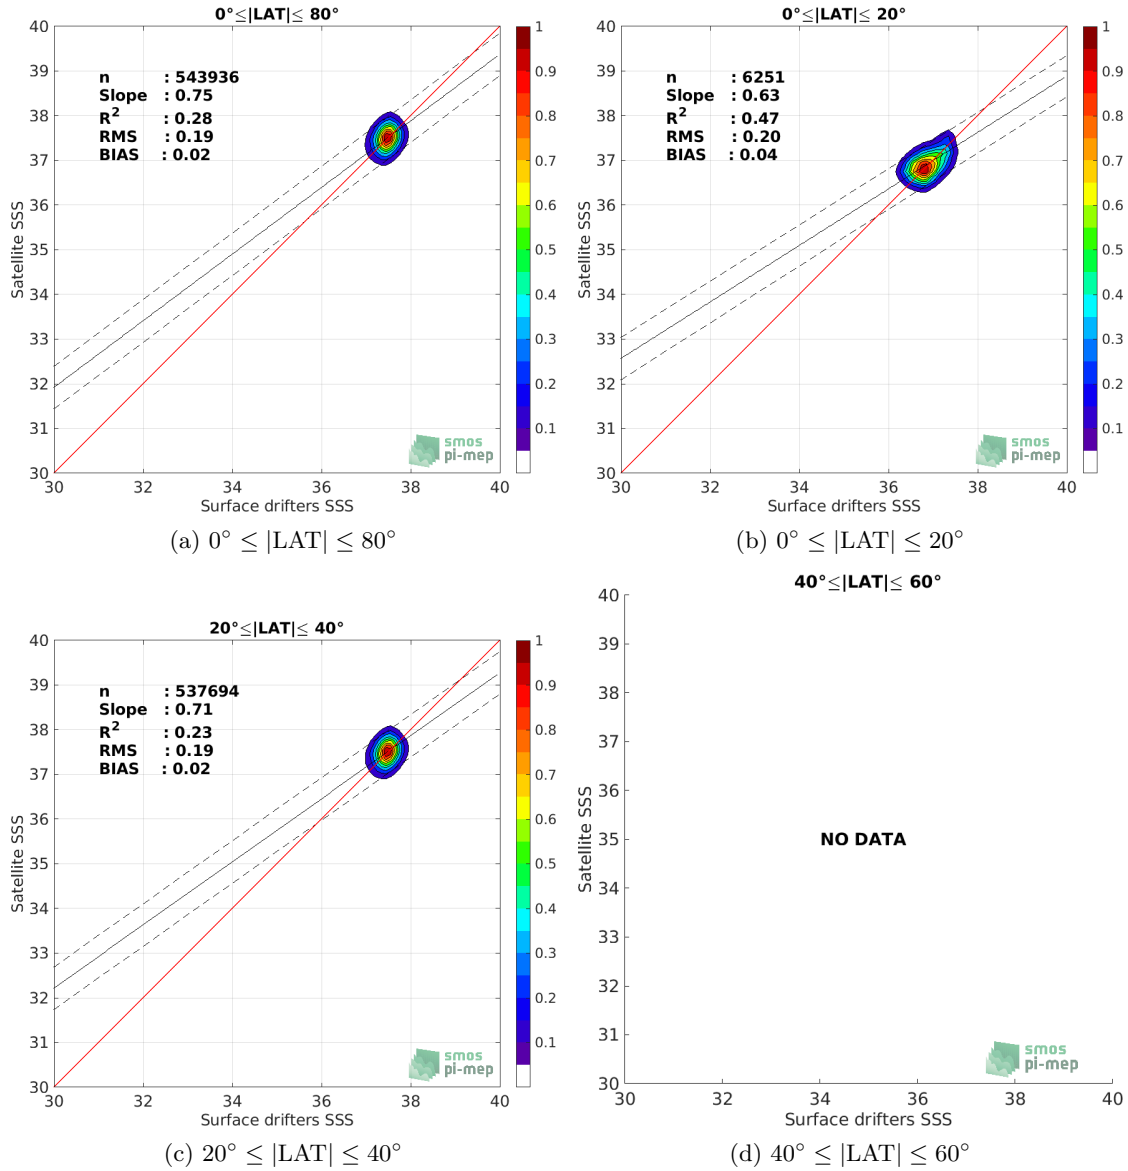 0°≤|LAT|≤ 80°
40
39
38
37
36
35
34
33
32
31
30
Satellite SSS
n : 543936
Slope : 0.75
R² : 0.28
RMS : 0.19
BIAS : 0.02
1
0.9
0.8
0.7
0.6
0.5
0.4
0.3
0.2
0.1
smos
pi-mep
30 32 34 36 38 40
Surface drifters SSS
(a) 0° ≤ |LAT| ≤ 80°
0°≤|LAT|≤ 20°
40
39
38
37
36
35
34
33
32
31
30
Satellite SSS
n : 6251
Slope : 0.63
R² : 0.47
RMS : 0.20
BIAS : 0.04
1
0.9
0.8
0.7
0.6
0.5
0.4
0.3
0.2
0.1
smos
pi-mep
30 32 34 36 38 40
Surface drifters SSS
(b) 0° ≤ |LAT| ≤ 20°
20°≤|LAT|≤ 40°
40
39
38
37
36
35
34
33
32
31
30
Satellite SSS
n : 537694
Slope : 0.71
R² : 0.23
RMS : 0.19
BIAS : 0.02
1
0.9
0.8
0.7
0.6
0.5
0.4
0.3
0.2
0.1
smos
pi-mep
30 32 34 36 38 40
Surface drifters SSS
(c) 20° ≤ |LAT| ≤ 40°
40°≤|LAT|≤ 60°
40
39
38
37
36
35
34
33
32
31
30
Satellite SSS
NO DATA
smos
pi-mep
30 32 34 36 38 40
Surface drifters SSS
(d) 40° ≤ |LAT| ≤ 60°